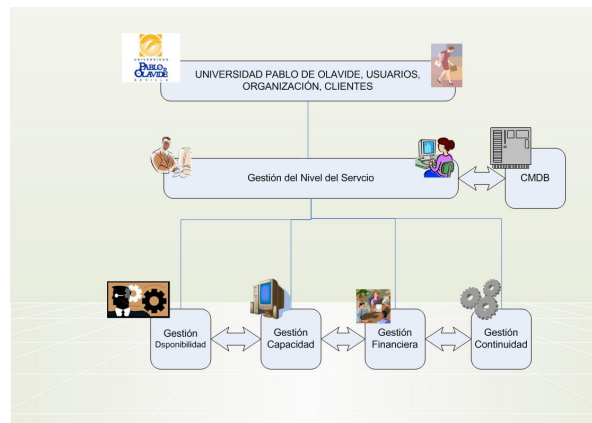 UNIVERSIDAD
PABLO
OLAVIDE
SEVILLA
UNIVERSIDAD PABLO DE OLAVIDE, USUARIOS,
ORGANIZACIÓN, CLIENTES
Gestión del Nivel del Servcio
CMDB
Gestión
Dsponibilidad
Gestión
Capacidad
Gestión
Financiera
Gestión
Continuidad